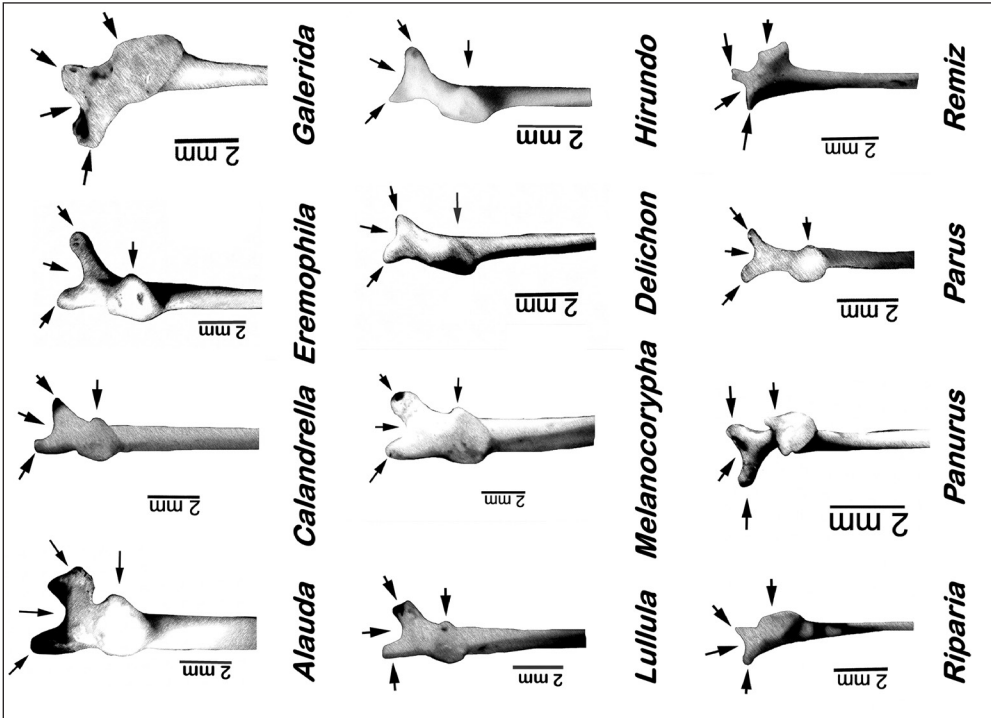 2 mm
2 mm
2 mm
2 mm
Alauda
Calandrella
Eremophila
Galerida
2 mm
2 mm
2 mm
2 mm
Lullula
Melanocorypha
Delichon
Hirundo
2 mm
2 mm
2 mm
2 mm
Riparia
Panurus
Parus
Remiz